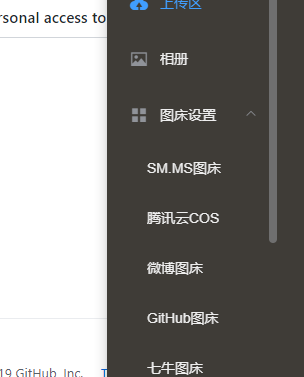 rsonal access to
上传区
相册
图床设置
SM.MS图床
腾讯云COS
微博图床
GitHub图床
七牛图床
19 GitHub, Inc.